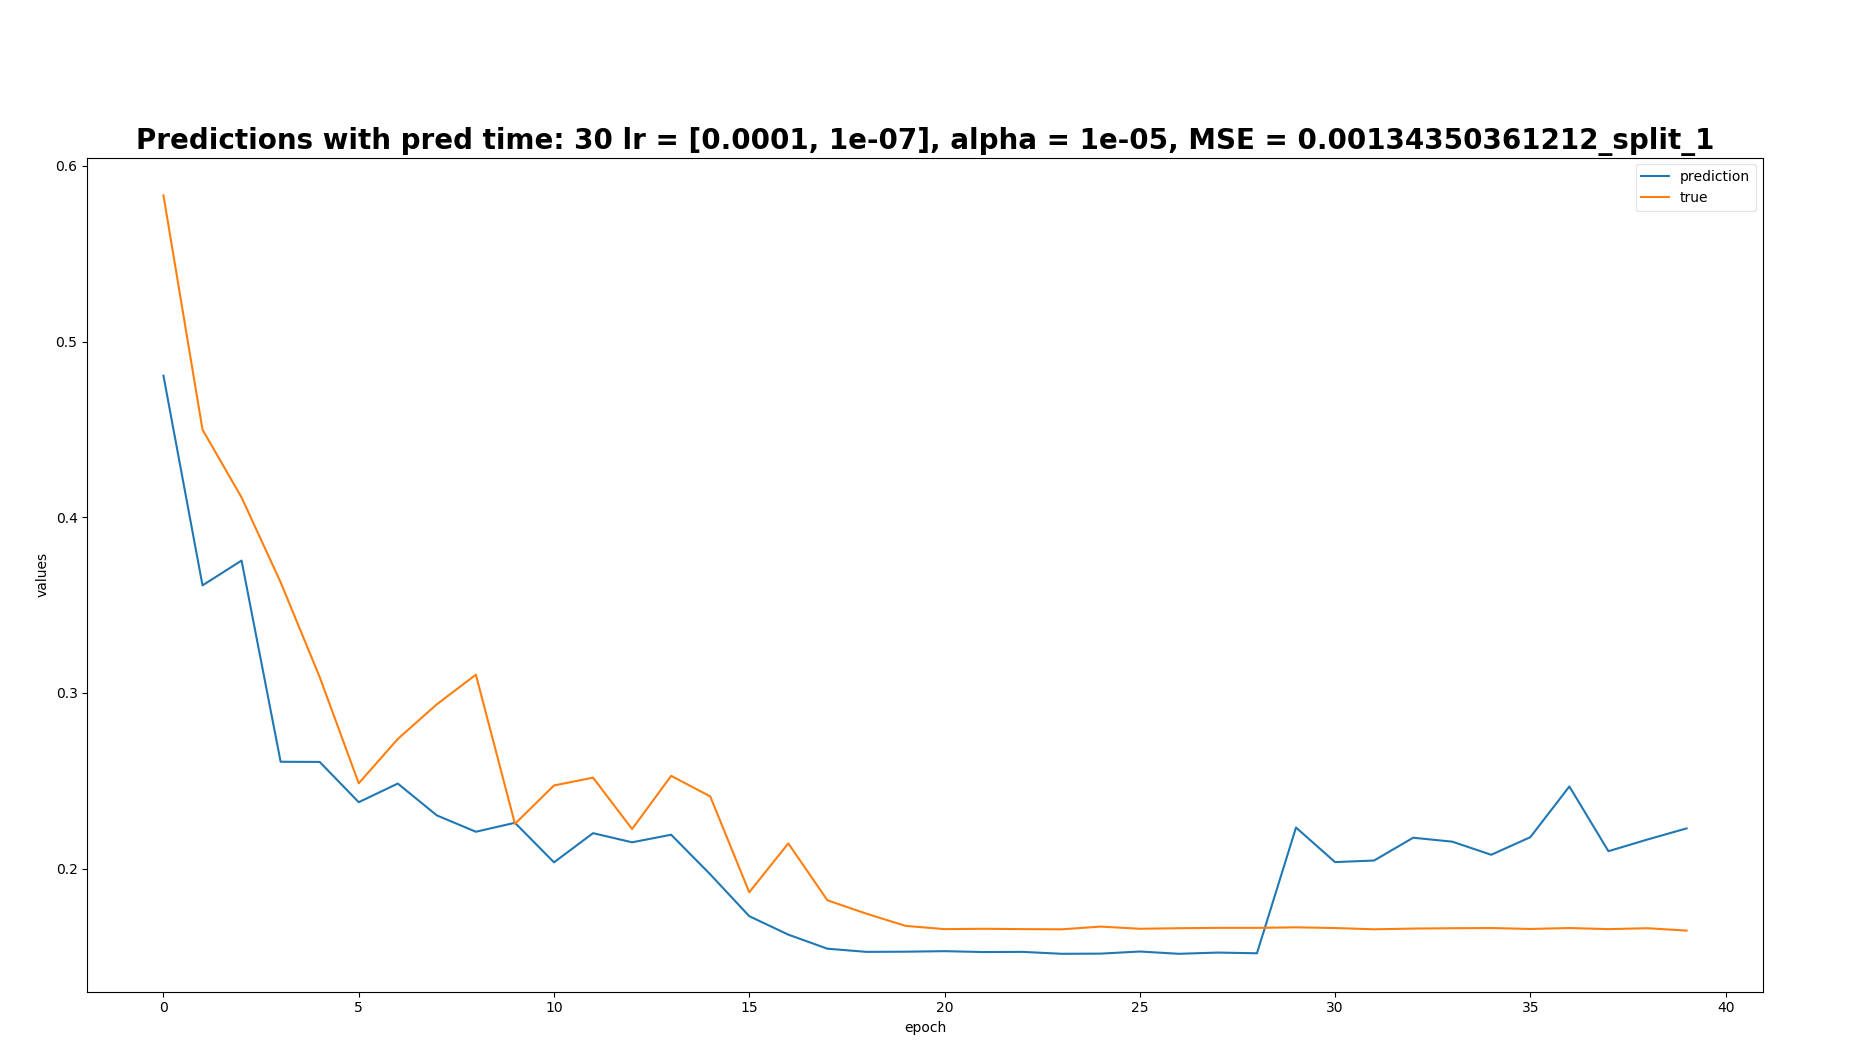 Predictions with pred time: 30 lr = [0.0001, 1e-07], alpha = 1e-05, MSE = 0.00134350361212_split_1
prediction
true
values
0.6
0.5
0.4
0.3
0.2
0 5 10 15 20 25 30 35 40
epoch